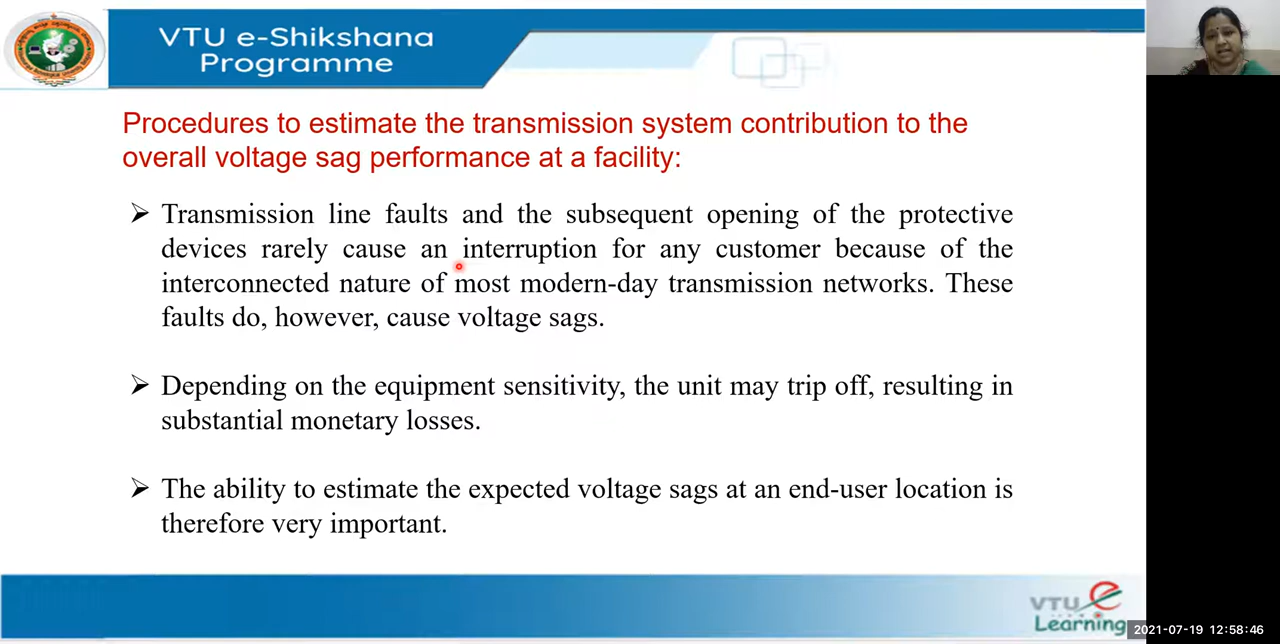 VTU e-Shikshana
Programme
Procedures to estimate the transmission system contribution to the
overall voltage sag performance at a facility:
Transmission line faults and the subsequent opening of the protective
devices rarely cause an interruption for any customer because of the
interconnected nature of most modern-day transmission networks. These
faults do, however, cause voltage sags.
Depending on the equipment sensitivity, the unit may trip off, resulting in
substantial monetary losses.
The ability to estimate the expected voltage sags at an end-user location is
therefore very important.
VTU e
Learning
2021-07-19 12:58:46